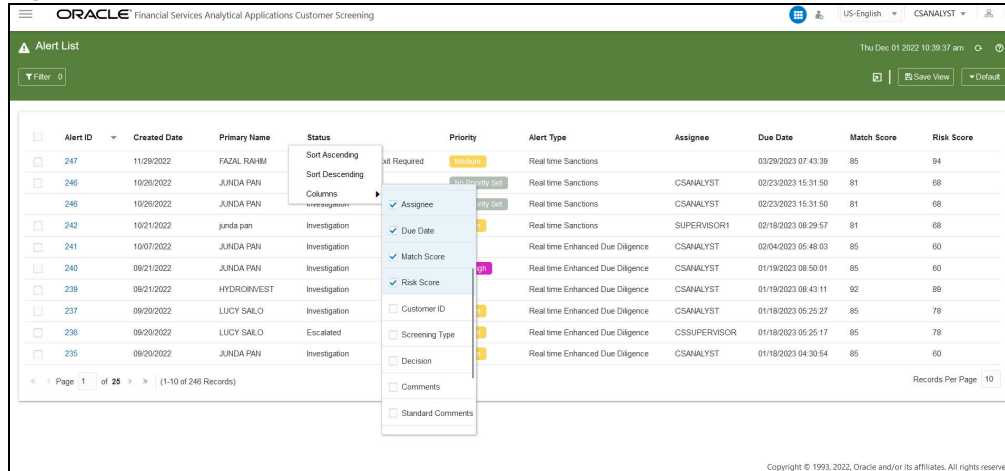 ORACLE Financial Services Analytical Applications Customer Screening US-English CSANALYST
Alert List Thu Dec 01 2022 10:39:37 am
Filter 0 Save View Default
Alert ID Created Date Primary Name Status Priority Alert Type Assignee Due Date Match Score Risk Score
247 11/29/2022 FAZAL RAHIM Required Medium Real time Sanctions 03/29/2023 07:43:39 85 94
246 10/26/2022 JUNDA PAN No Priority Set Real time Sanctions CSANALYST 02/23/2023 15:31:50 81 68
246 10/26/2022 JUNDA PAN Investigation Set Real time Sanctions CSANALYST 02/23/2023 15:31:50 81 68
242 10/21/2022 junda pan Investigation Real time Sanctions SUPERVISOR1 02/18/2023 08:29:57 81 68
241 10/07/2022 JUNDA PAN Investigation Real time Enhanced Due Diligence CSANALYST 02/04/2023 05:48:03 85 60
240 09/21/2022 JUNDA PAN Investigation Real time Enhanced Due Diligence CSANALYST 01/19/2023 08:50:01 85 60
239 09/21/2022 HYDROINVEST Investigation Real time Enhanced Due Diligence CSANALYST 01/19/2023 08:43:11 92 89
237 09/20/2022 LUCY SAILO Investigation Real time Enhanced Due Diligence CSANALYST 01/18/2023 05:25:27 85 78
236 09/20/2022 LUCY SAILO Escalated Real time Enhanced Due Diligence CSSUPERVISOR 01/18/2023 05:25:17 85 78
235 09/20/2022 JUNDA PAN Investigation Real time Enhanced Due Diligence CSANALYST 01/18/2023 04:30:54 85 60
Sort Ascending
Sort Descending
Columns
Assignee
Due Date
Match Score
Risk Score
Customer ID
Screening Type
Decision
Comments
Standard Comments
Page 1 of 25 (1-10 of 246 Records) Records Per Page 10
Copyright © 1993, 2022, Oracle and/or its affiliates. All rights reserve